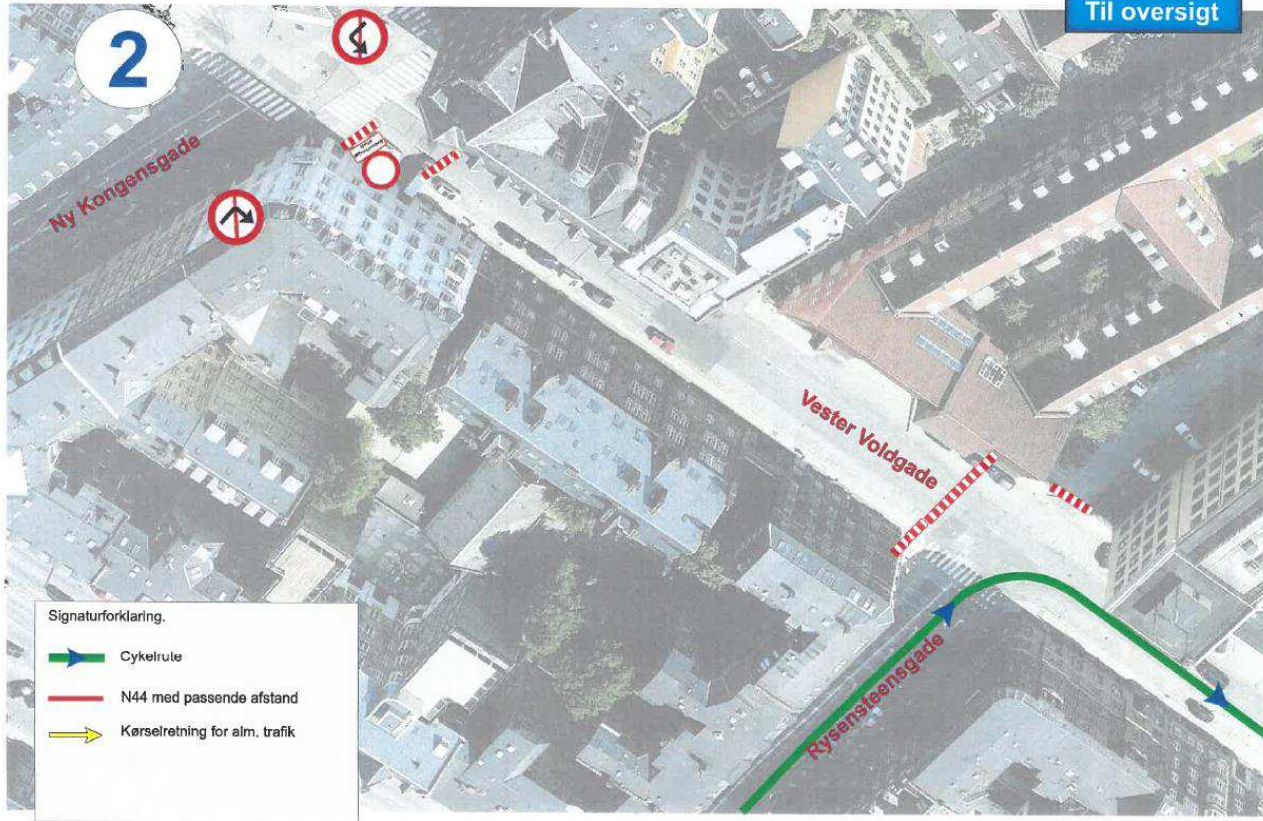 Til oversigt
2
Ny Kongensgade
Vester Voldgade
Rysensteensgade
Signaturforklaring.
Cykelrute
N44 med passende afstand
Kørselretning for alm. trafik